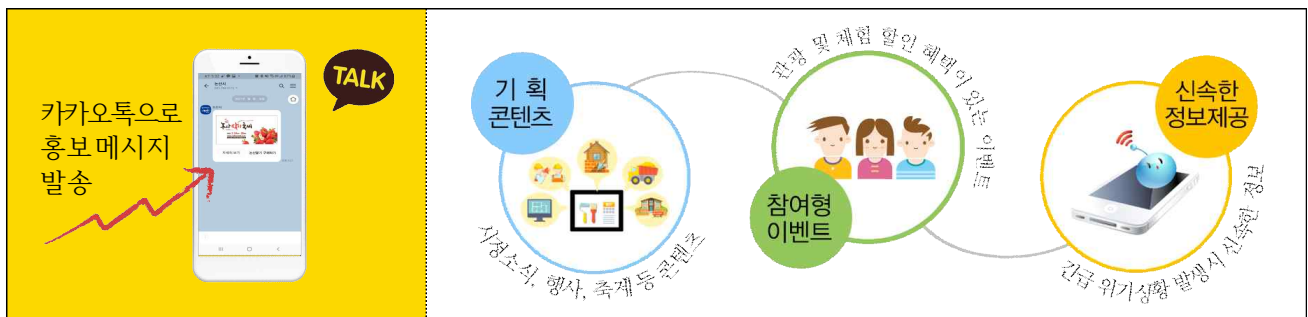 카카오톡으로
홍보메시지
발송
TALK
논산시
기 획
콘텐츠
시정소식, 행사, 축제 등 콘텐츠
관광 및 체험 할인 혜택이 있는 이벤트
참여형
이벤트
신속한
정보제공
긴급 위기상황 발생시 신속한 정보